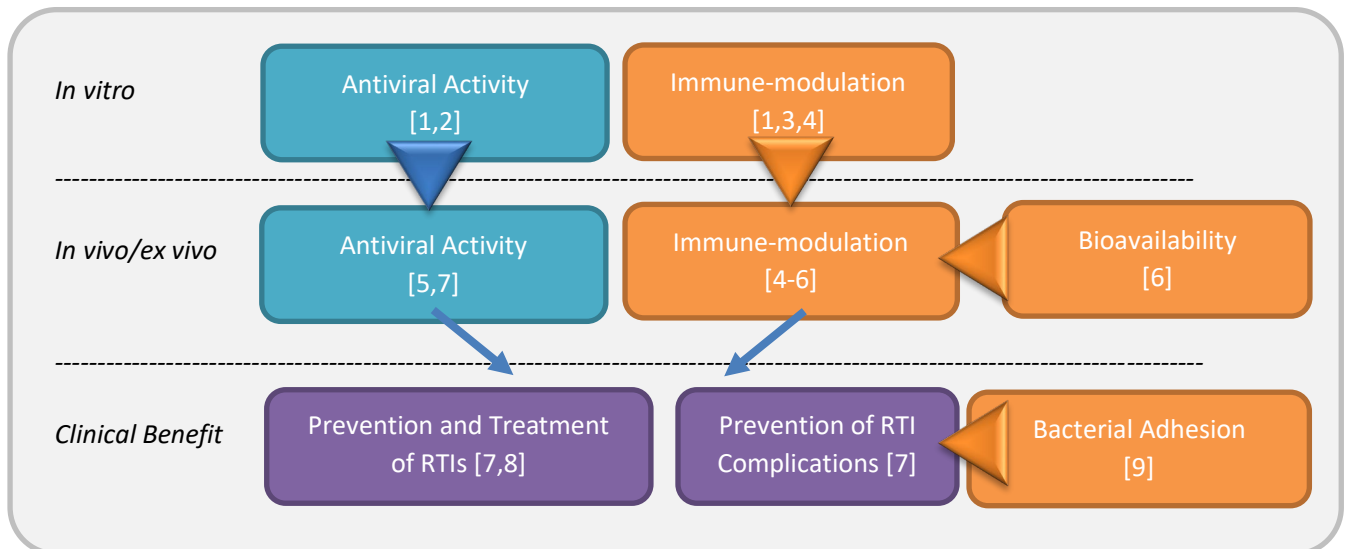 In vitro
Antiviral Activity
[1,2]
Immune-modulation
[1,3,4]
In vivo/ex vivo
Antiviral Activity
[5,7]
Immune-modulation
[4-6]
Bioavailability
[6]
Clinical Benefit
Prevention and Treatment
of RTIs [7,8]
Prevention of RTI
Complications [7]
Bacterial Adhesion
[9]